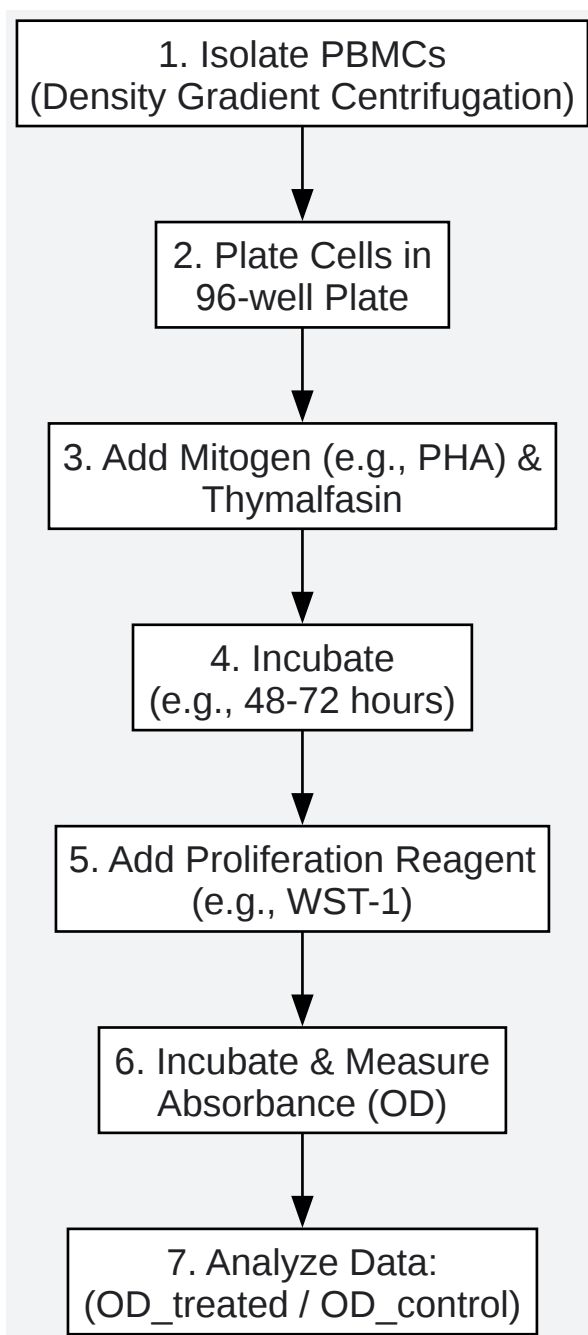 1. Isolate PBMCs
(Density Gradient Centrifugation)
2. Plate Cells in
96-well Plate
3. Add Mitogen (e.g., PHA) &
Thymalfasin
4. Incubate
(e.g., 48-72 hours)
5. Add Proliferation Reagent
(e.g., WST-1)
6. Incubate & Measure
Absorbance (OD)
7. Analyze Data:
(OD_treated / OD_control)